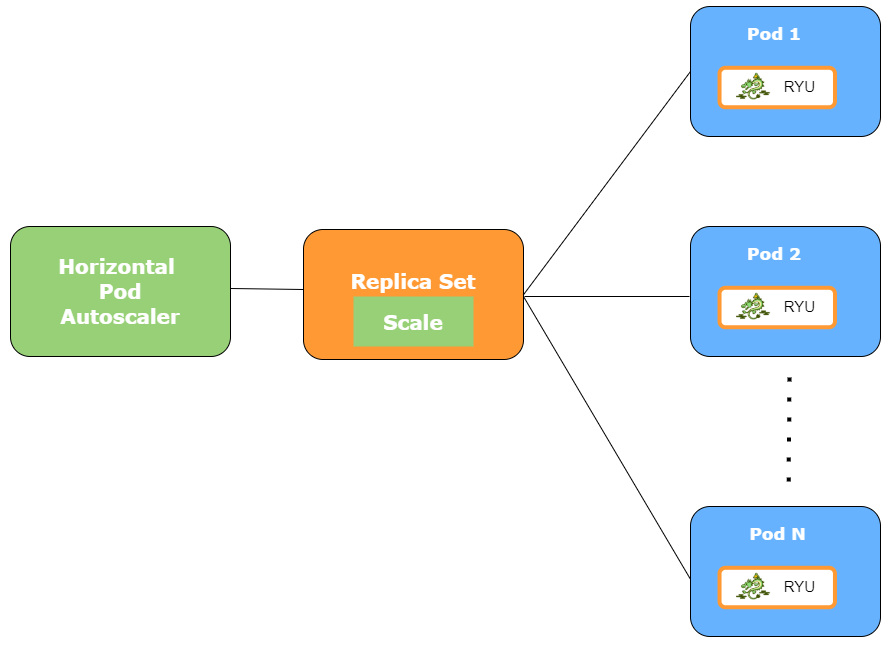 Horizontal
Pod
Autoscaler
Replica Set
Scale
Pod 1
RYU
Pod 2
RYU
Pod N
RYU